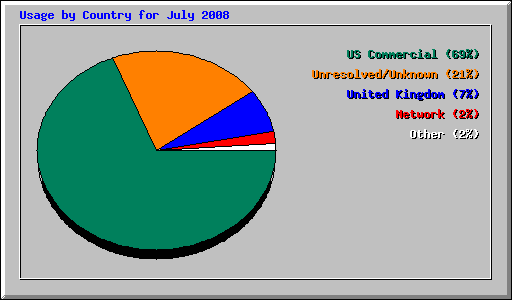 Usage by Country for July 2008
US Commercial (69%)
Unresolved/Unknown (21%)
United Kingdom (7%)
Network (2%)
Other (2%)